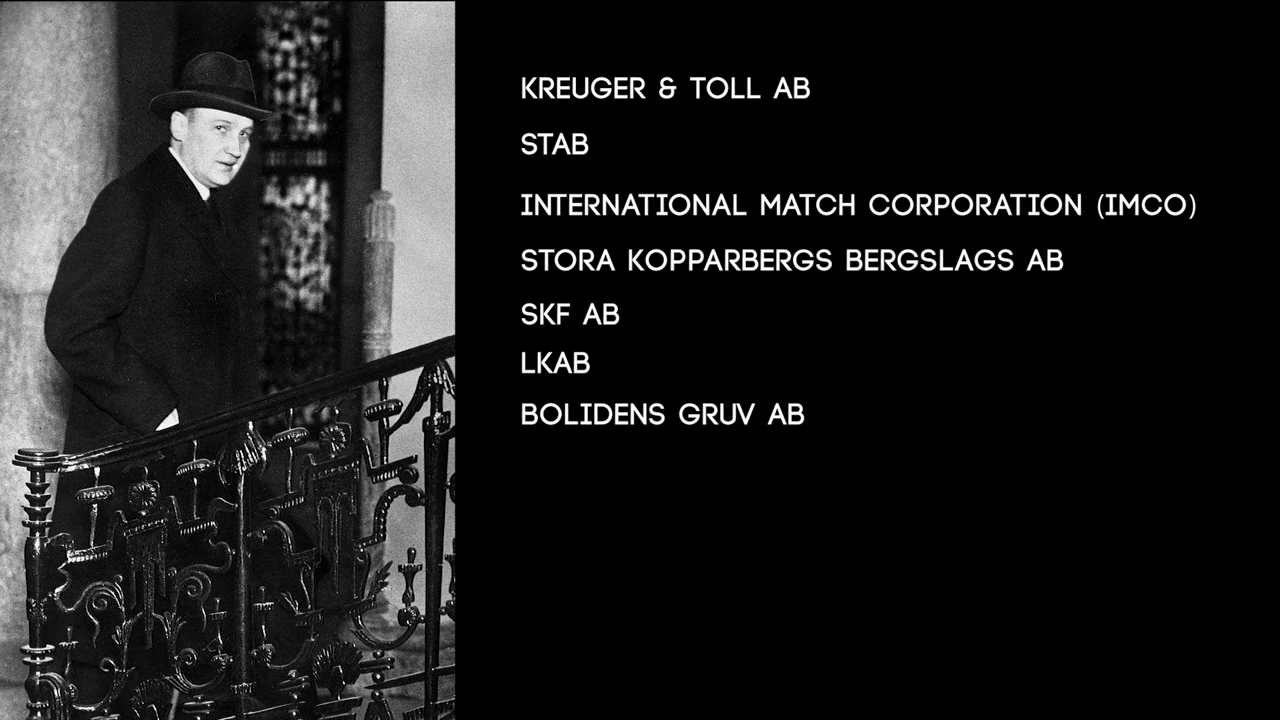 KREUGER & TOLL AB
STAB
INTERNATIONAL MATCH CORPORATION (IMCO)
STORA KOPPARBERGS BERGSLAGS AB
SKF AB
LKAB
BOLIDENS GRUV AB